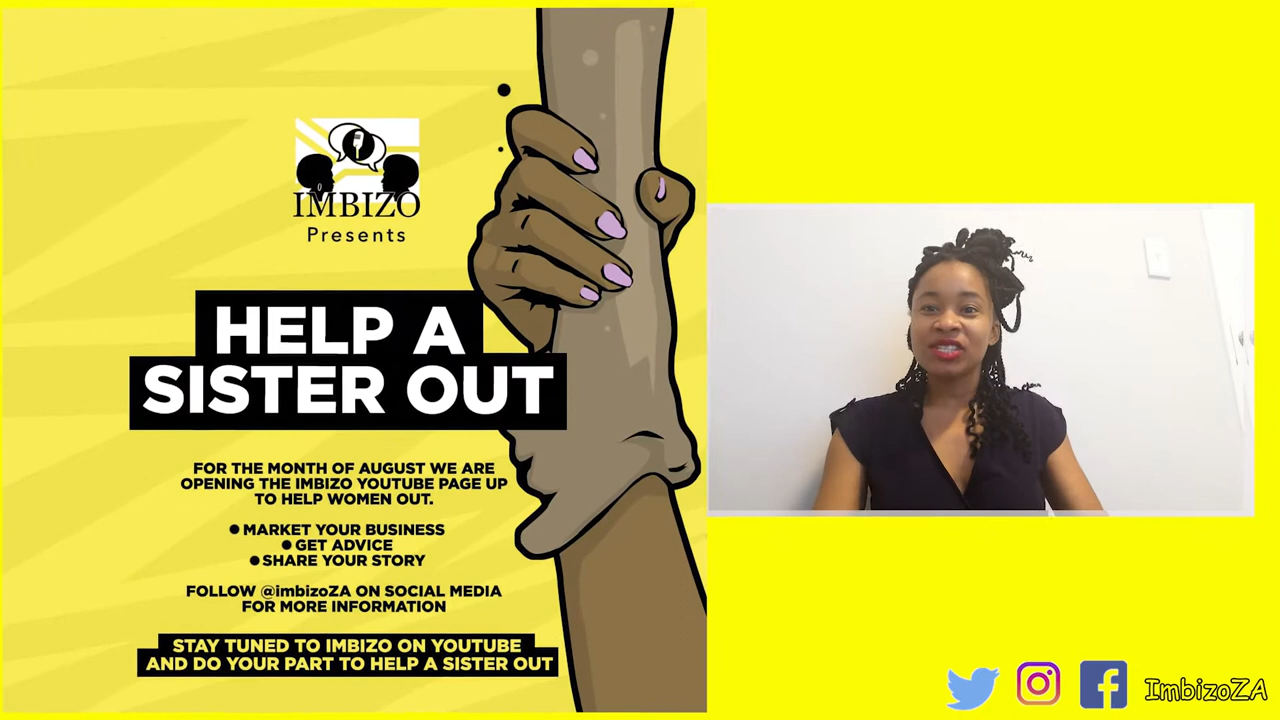 IMBIZO
Presents
HELP A
SISTER OUT
FOR THE MONTH OF AUGUST WE ARE
OPENING THE IMBIZO YOUTUBE PAGE UP
TO HELP WOMEN OUT.
● MARKET YOUR BUSINESS
● GET ADVICE
● SHARE YOUR STORY
FOLLOW @imbizoZA ON SOCIAL MEDIA
FOR MORE INFORMATION
STAY TUNED TO IMBIZO ON YOUTUBE
AND DO YOUR PART TO HELP A SISTER OUT
ImbizoZA